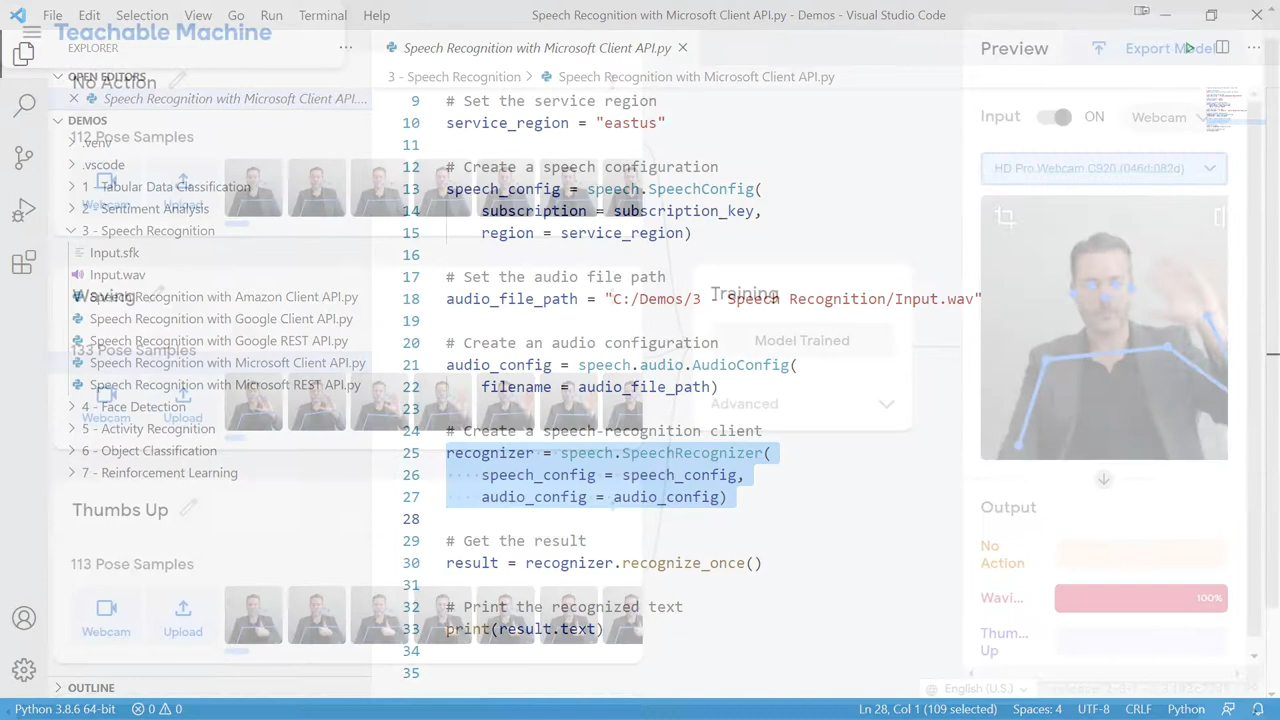 File Edit Selection View Go Run Terminal Help
Speech Recognition with Microsoft Client API.py - Demos - Visual Studio Code
Teachable Machine
EXPLORER
OPEN EDITORS
Speech Recognition with Microsoft Client API....
DEMOS
.vscode
1 - Tabular Data Classification
2 - Sentiment Analysis
3 - Speech Recognition
Input.sfk
Input.wav
Speech Recognition with Amazon Client API.py
Speech Recognition with Google Client API.py
Speech Recognition with Google REST API.py
Speech Recognition with Microsoft Client API.py
Speech Recognition with Microsoft REST API.py
4 - Face Detection
5 - Activity Recognition
6 - Object Classification
7 - Reinforcement Learning
OUTLINE
No Action
112 Pose Samples
Webcam Upload
Waving
133 Pose Samples
Webcam Upload
Thumbs Up
113 Pose Samples
Webcam Upload
Speech Recognition with Microsoft Client API.py
3 - Speech Recognition > Speech Recognition with Microsoft Client API.py
9 # Set the service region
10 service_region = "eastus"
11
12 # Create a speech configuration
13 speech_config = speech.SpeechConfig(
14 subscription = subscription_key,
15 region = service_region)
16
17 # Set the audio file path
18 audio_file_path = "C:/Demos/3 - Speech Recognition/Input.wav"
19
20 # Create an audio configuration
21 audio_config = speech.audio.AudioConfig(
22 filename = audio_file_path)
23
24 # Create a speech-recognition client
25 recognizer = speech.SpeechRecognizer(
26 speech_config = speech_config,
27 audio_config = audio_config)
28
29 # Get the result
30 result = recognizer.recognize_once()
31
32 # Print the recognized text
33 print(result.text)
34
35
Training
Model Trained
Advanced
Preview
Export Model
Input ON Webcam
HD Pro Webcam C920 (046d:082d)
Output
No Action
Wavi... 100%
Thum... Up
English (U.S.)
Python 3.8.6 64-bit 0 0
Ln 28, Col 1 (109 selected) Spaces: 4 UTF-8 CRLF Python